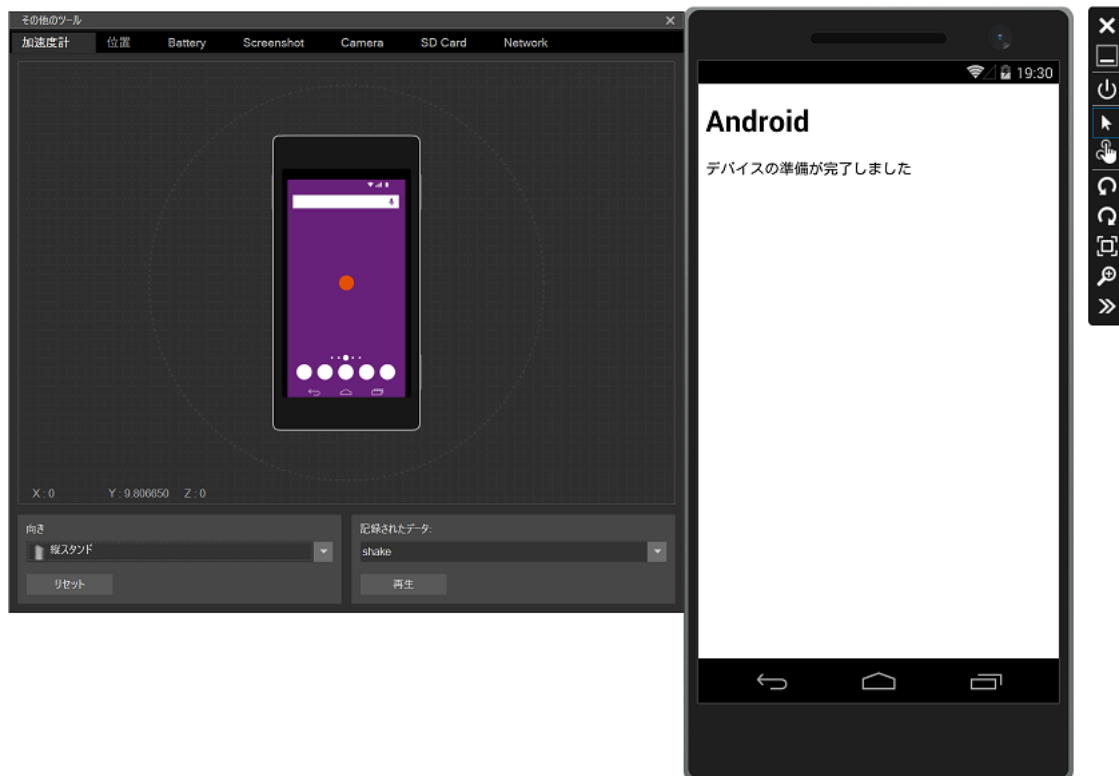 その他のツール
加速度計 位置 Battery Screenshot Camera SD Card Network
X : 0 Y : 9.806650 Z : 0
向き
縦スタンド
リセット
記録されたデータ:
shake
再生
19:30
Android
デバイスの準備が完了しました